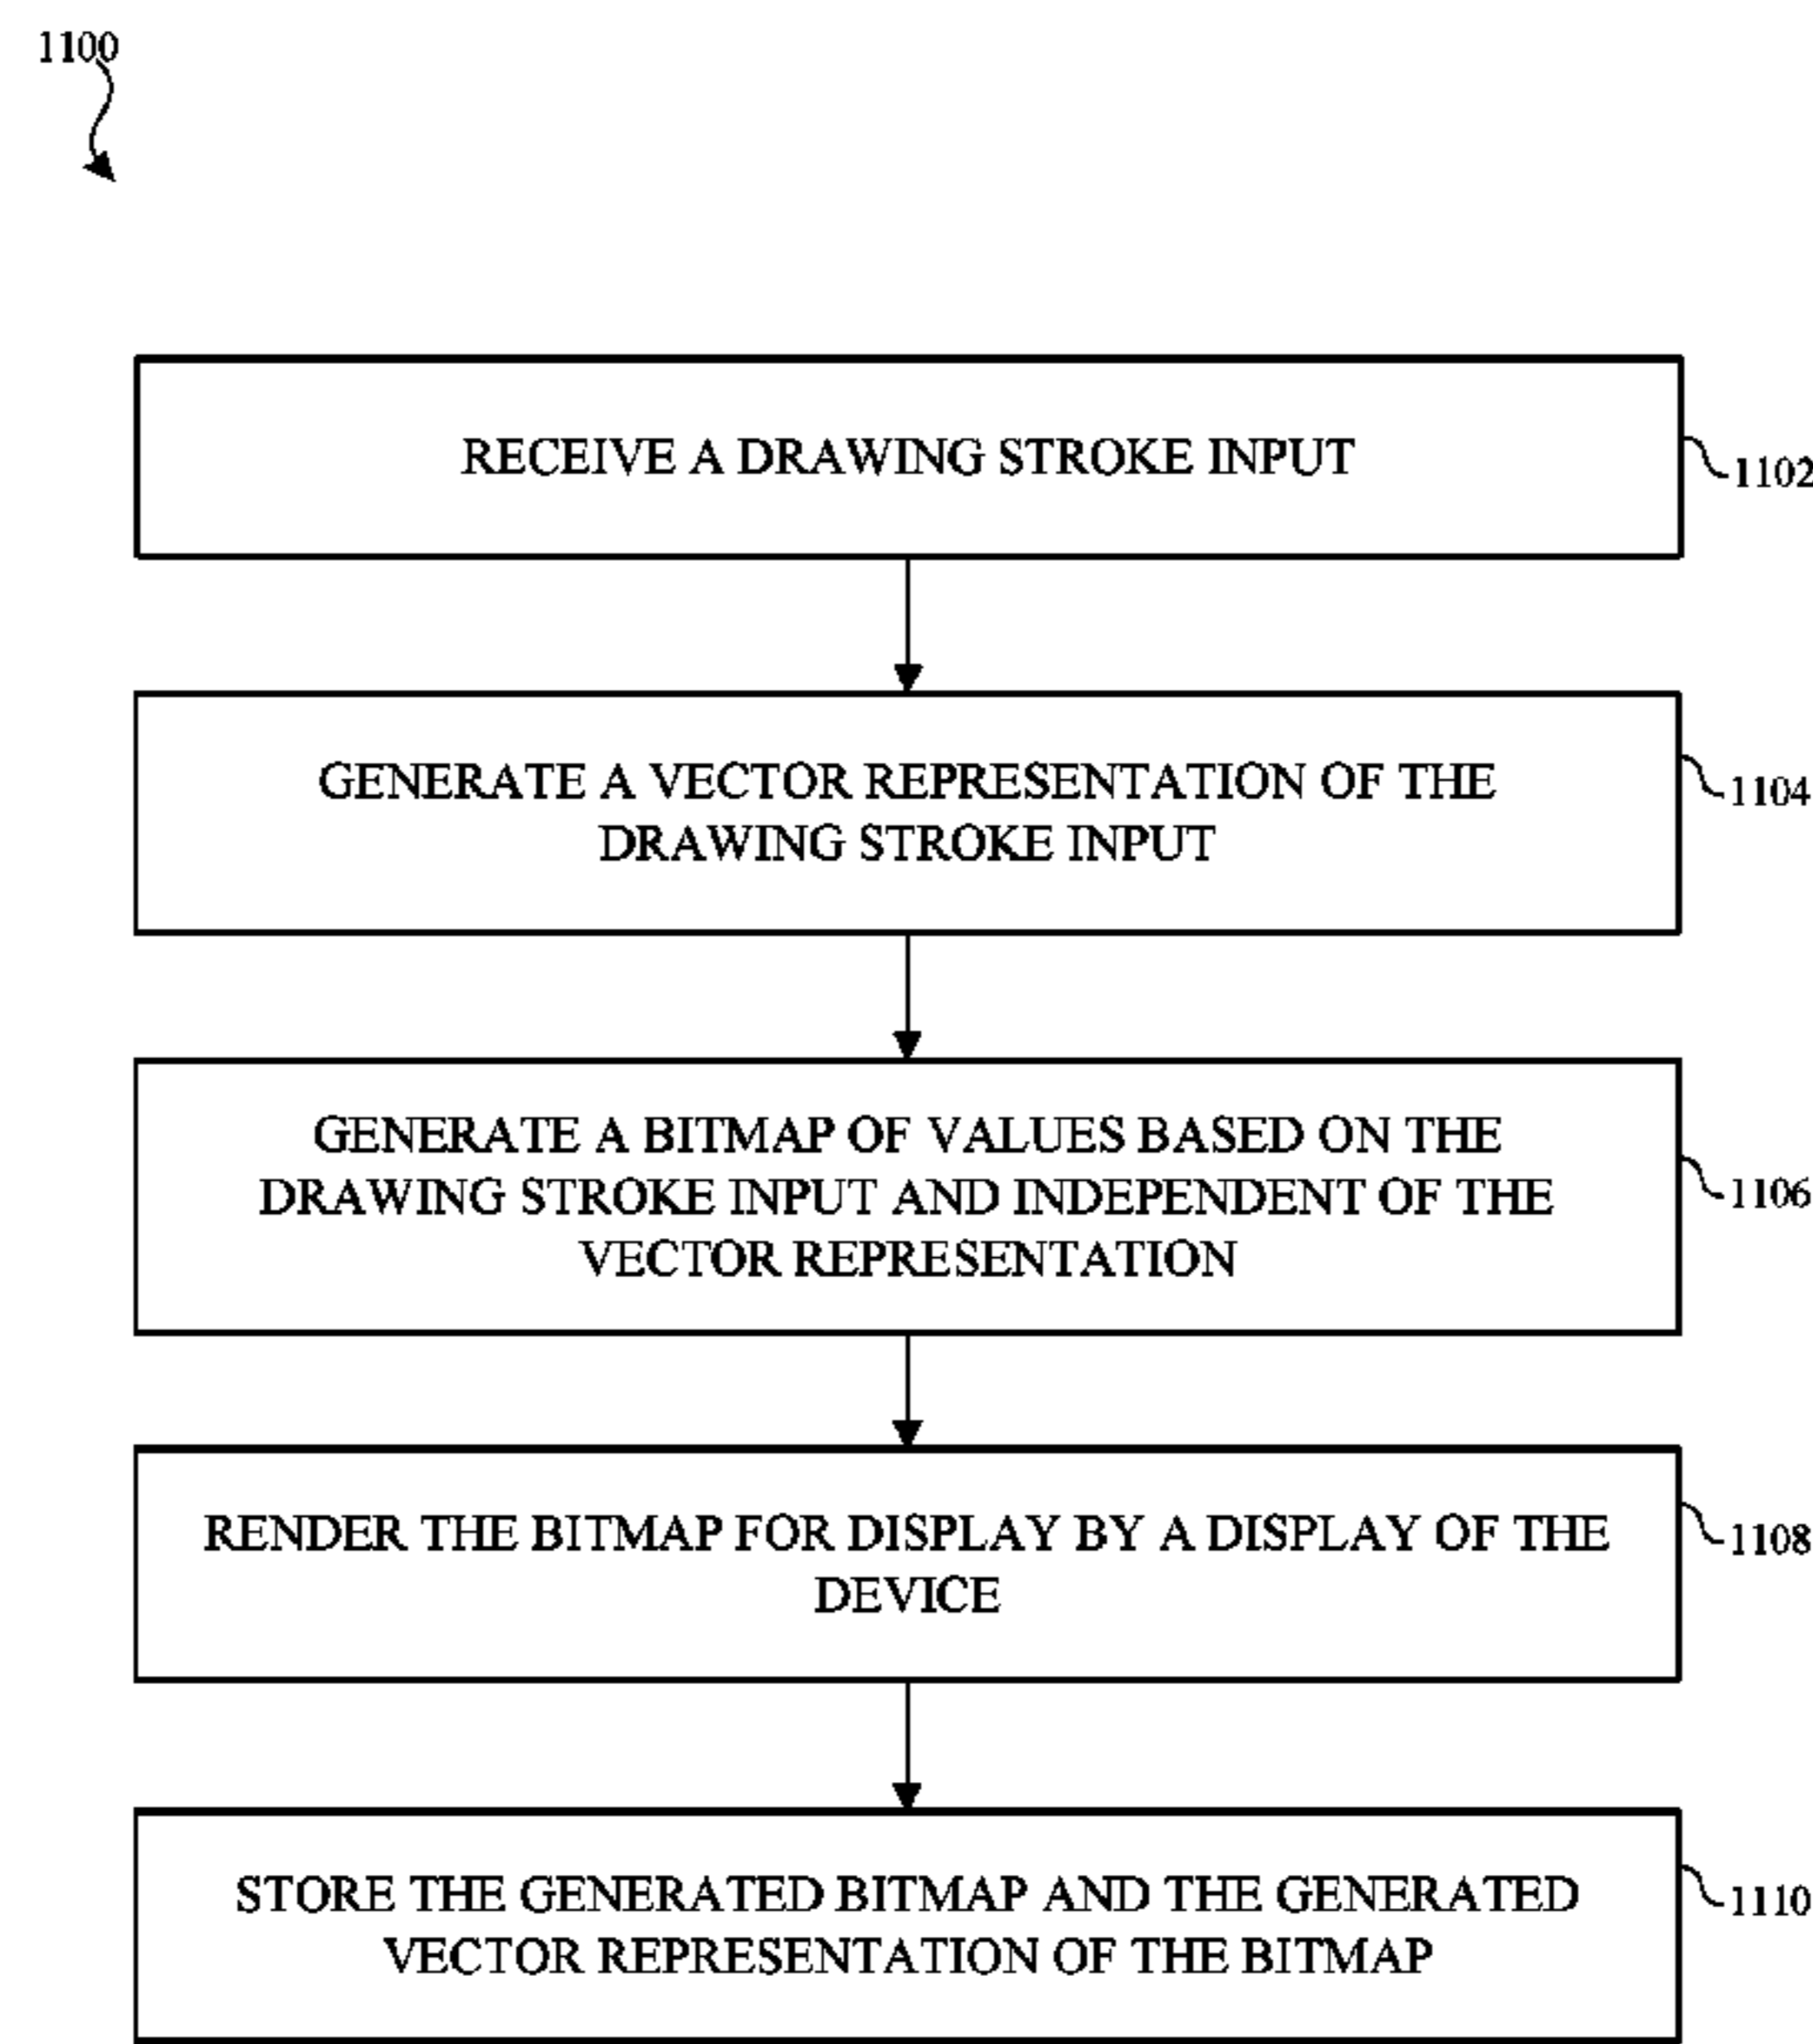 1100
RECEIVE A DRAWING STROKE INPUT
1102
GENERATE A VECTOR REPRESENTATION OF THE
DRAWING STROKE INPUT
1104
GENERATE A BITMAP OF VALUES BASED ON THE
DRAWING STROKE INPUT AND INDEPENDENT OF THE
VECTOR REPRESENTATION
1106
RENDER THE BITMAP FOR DISPLAY BY A DISPLAY OF THE
DEVICE
1108
STORE THE GENERATED BITMAP AND THE GENERATED
VECTOR REPRESENTATION OF THE BITMAP
1110